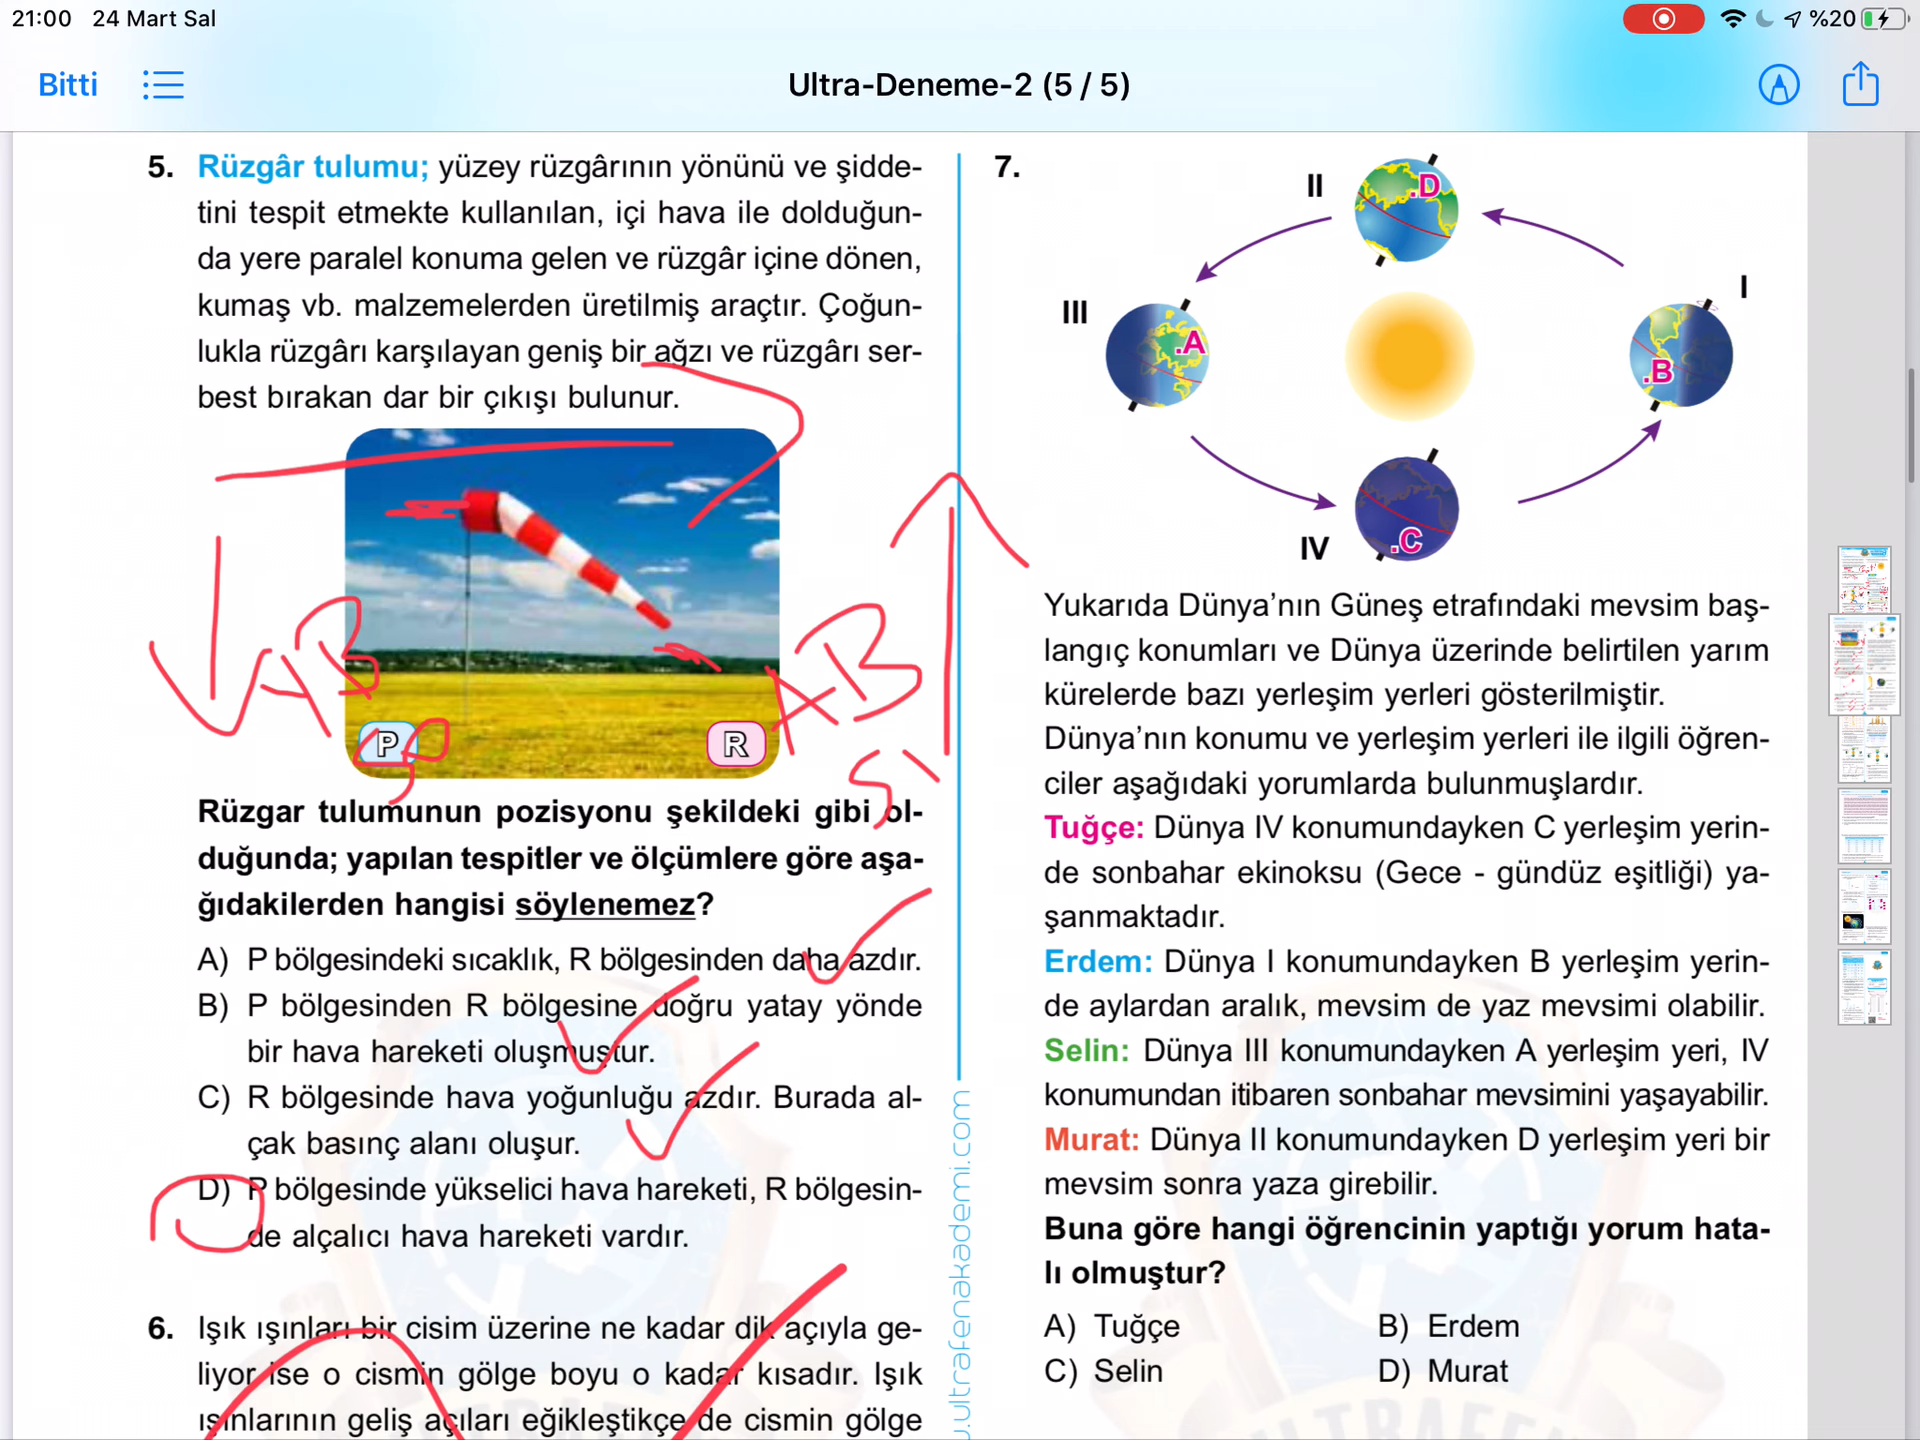 21:00 24 Mart Sal
%20
Bitti
Ultra-Deneme-2 (5 / 5)
5. Rüzgâr tulumu; yüzey rüzgârının yönünü ve şidde-
tini tespit etmekte kullanılan, içi hava ile dolduğun-
da yere paralel konuma gelen ve rüzgâr içine dönen,
kumaş vb. malzemelerden üretilmiş araçtır. Çoğun-
lukla rüzgârı karşılayan geniş bir ağzı ve rüzgârı ser-
best bırakan dar bir çıkışı bulunur.
YB
AB
P
R
Rüzgar tulumunun pozisyonu şekildeki gibi ol-
duğunda; yapılan tespitler ve ölçümlere göre aşa-
ğıdakilerden hangisi söylenemez?
A) P bölgesindeki sıcaklık, R bölgesinden daha azdır.
B) P bölgesinden R bölgesine doğru yatay yönde
bir hava hareketi oluşmuştur.
C) R bölgesinde hava yoğunluğu azdır. Burada al-
çak basınç alanı oluşur.
D) P bölgesinde yükselici hava hareketi, R bölgesin-
de alçalıcı hava hareketi vardır.
6. Işık ışınları bir cisim üzerine ne kadar dik açıyla ge-
liyor ise o cismin gölge boyu o kadar kısadır. Işık
ışınlarının geliş açıları eğikleştikçe de cismin gölge
.ultrafenakademi.com
7.
II
.D
I
III
.A
.B
IV
.C
Yukarıda Dünya'nın Güneş etrafındaki mevsim baş-
langıç konumları ve Dünya üzerinde belirtilen yarım
kürelerde bazı yerleşim yerleri gösterilmiştir.
Dünya'nın konumu ve yerleşim yerleri ile ilgili öğren-
ciler aşağıdaki yorumlarda bulunmuşlardır.
Tuğçe: Dünya IV konumundayken C yerleşim yerin-
de sonbahar ekinoksu (Gece - gündüz eşitliği) ya-
şanmaktadır.
Erdem: Dünya I konumundayken B yerleşim yerin-
de aylardan aralık, mevsim de yaz mevsimi olabilir.
Selin: Dünya III konumundayken A yerleşim yeri, IV
konumundan itibaren sonbahar mevsimini yaşayabilir.
Murat: Dünya II konumundayken D yerleşim yeri bir
mevsim sonra yaza girebilir.
Buna göre hangi öğrencinin yaptığı yorum hata-
lı olmuştur?
A) Tuğçe
B) Erdem
C) Selin
D) Murat